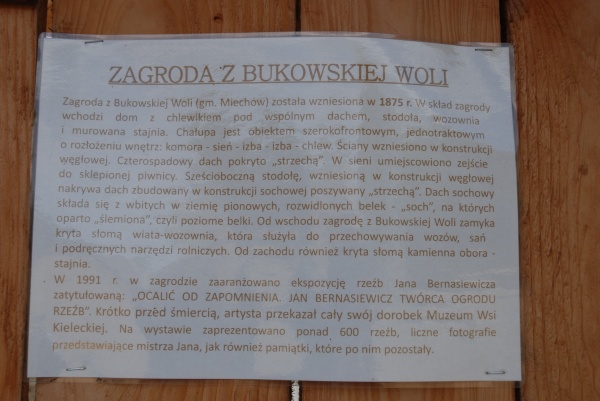 ZAGRODA Z BUKOWSKIEJ WOLI
Zagroda z Bukowskiej Woli (gm. Miechów) została wzniesiona w 1875 r. W skład zagrody
wchodzi dom z chlewikiem pod wspólnym dachem, stodoła, wozownia
i murowana stajnia. Chałupa jest obiektem szerokofrontowym, jednotraktowym
o rozłożeniu wnętrz: komora - sień - izba - izba - chlew. Ściany wzniesiono w konstrukcji
węgłowej. Czterospadowy dach pokryto „strzechą". W sieni umiejscowiono zejście
do sklepionej piwnicy. Sześcioboczną stodołę, wzniesioną w konstrukcji węgłowej
nakrywa dach zbudowany w konstrukcji sochowej poszywany „strzechą". Dach sochowy
składa się z wbitych w ziemię pionowych, rozwidlonych belek - „soch", na których
oparto „ślemiona", czyli poziome belki. Od wschodu zagrodę z Bukowskiej Woli zamyka
kryta słomą wiata-wozownia, która służyła do przechowywania wozów, sań
i podręcznych narzędzi rolniczych. Od zachodu również kryta słomą kamienna obora -
stajnia.
W 1991 r. w zagrodzie zaaranżowano ekspozycję rzeźb Jana Bernasiewicza
zatytułowaną: „OCALIĆ OD ZAPOMNIENIA. JAN BERNASIEWICZ TWÓRCA OGRODU
RZEŹB". Krótko przed śmiercią, artysta przekazał cały swój dorobek Muzeum Wsi
Kieleckiej. Na wystawie zaprezentowano ponad 600 rzeźb, liczne fotografie
przedstawiające mistrza Jana, jak również pamiątki, które po nim pozostały.